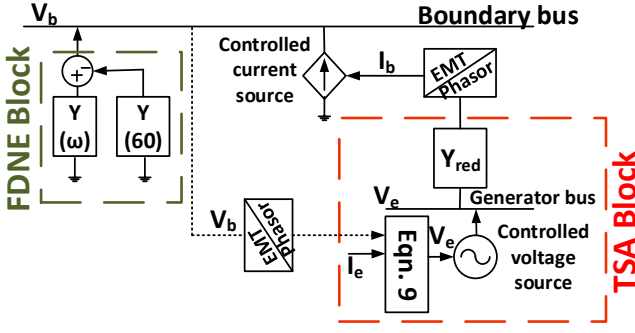 V_b
Boundary bus
Controlled
current
source
I_b
EMT
Phasor
FDNE Block
+
-
Y
(ω)
Y
(60)
Y_red
V_e
Generator bus
V_b
EMT
Phasor
I_e
Eqn. 9
V_e
Controlled
voltage
source
TSA Block